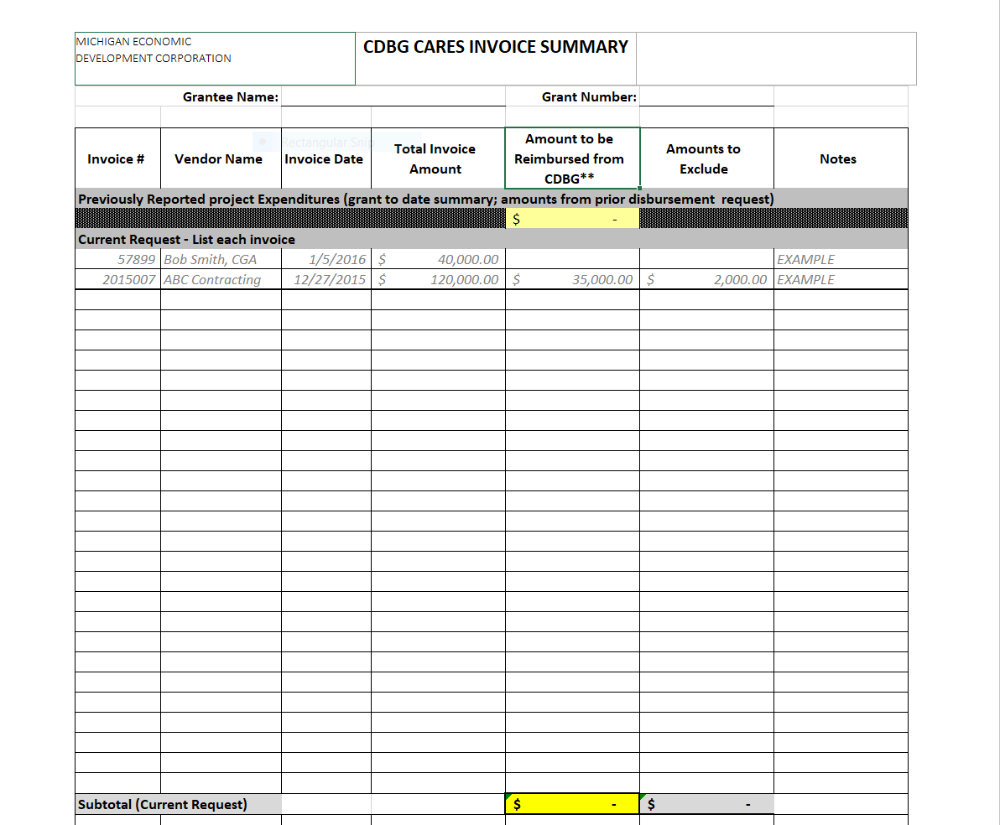 MICHIGAN ECONOMIC
DEVELOPMENT CORPORATION
CDBG CARES INVOICE SUMMARY
Grantee Name:
Grant Number:
Rectangular Snip
Invoice #
Vendor Name
Invoice Date
Total Invoice
Amount
Amount to be
Reimbursed from
CDBG**
Amounts to
Exclude
Notes
Previously Reported project Expenditures (grant to date summary; amounts from prior disbursement request)
$ -
Current Request - List each invoice
57899 Bob Smith, CGA 1/5/2016 $ 40,000.00 EXAMPLE
2015007 ABC Contracting 12/27/2015 $ 120,000.00 $ 35,000.00 $ 2,000.00 EXAMPLE
Subtotal (Current Request) $ - $ -